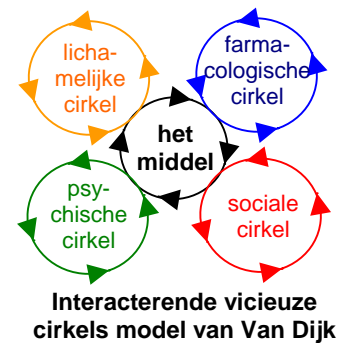 licha-
melijke
cirkel
farma-
cologische
cirkel
het
middel
psy-
chische
cirkel
sociale
cirkel
Interacterende vicieuze
cirkels model van Van Dijk